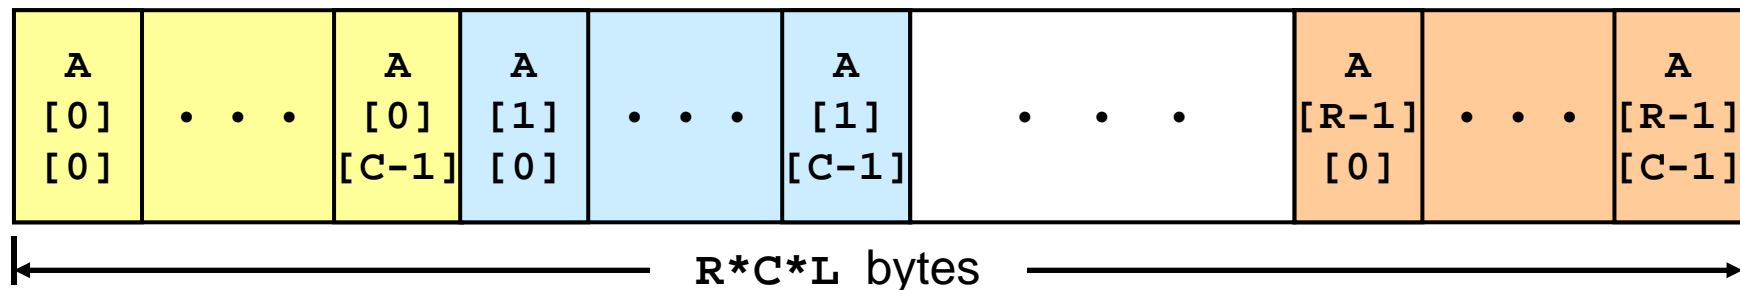 A A A A A A
[0] • • • [0] [1] • • • [1] • • • [R-1] • • • [R-1]
[0] [C-1] [0] [C-1] [0] [C-1]
R*C*L bytes